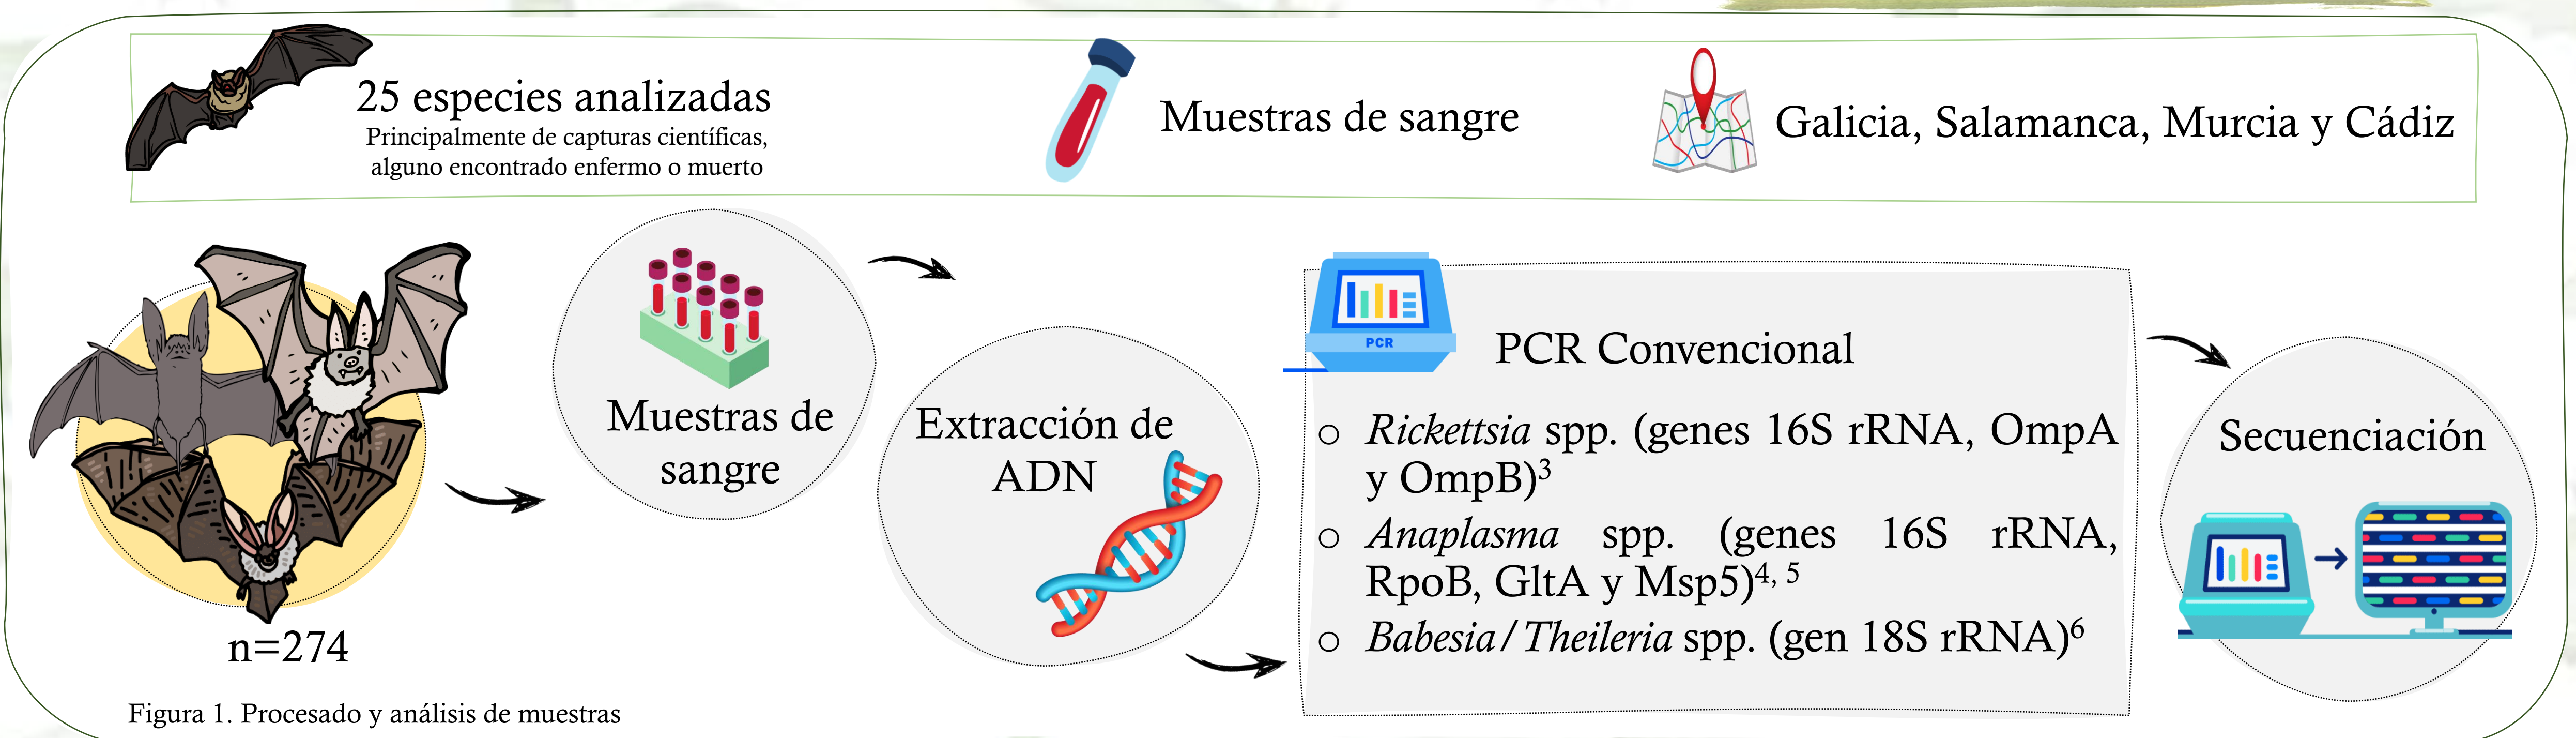 25 especies analizadas
Principalmente de capturas científicas,
alguno encontrado enfermo o muerto
Muestras de sangre
Galicia, Salamanca, Murcia y Cádiz
n=274
Muestras de
sangre
Extracción de
ADN
PCR
PCR Convencional
○ Rickettsia spp. (genes 16S rRNA, OmpA
y OmpB)³
○ Anaplasma spp. (genes 16S rRNA,
RpoB, GltA y Msp5)⁴, ⁵
○ Babesia/Theileria spp. (gen 18S rRNA)⁶
Secuenciación
Figura 1. Procesado y análisis de muestras